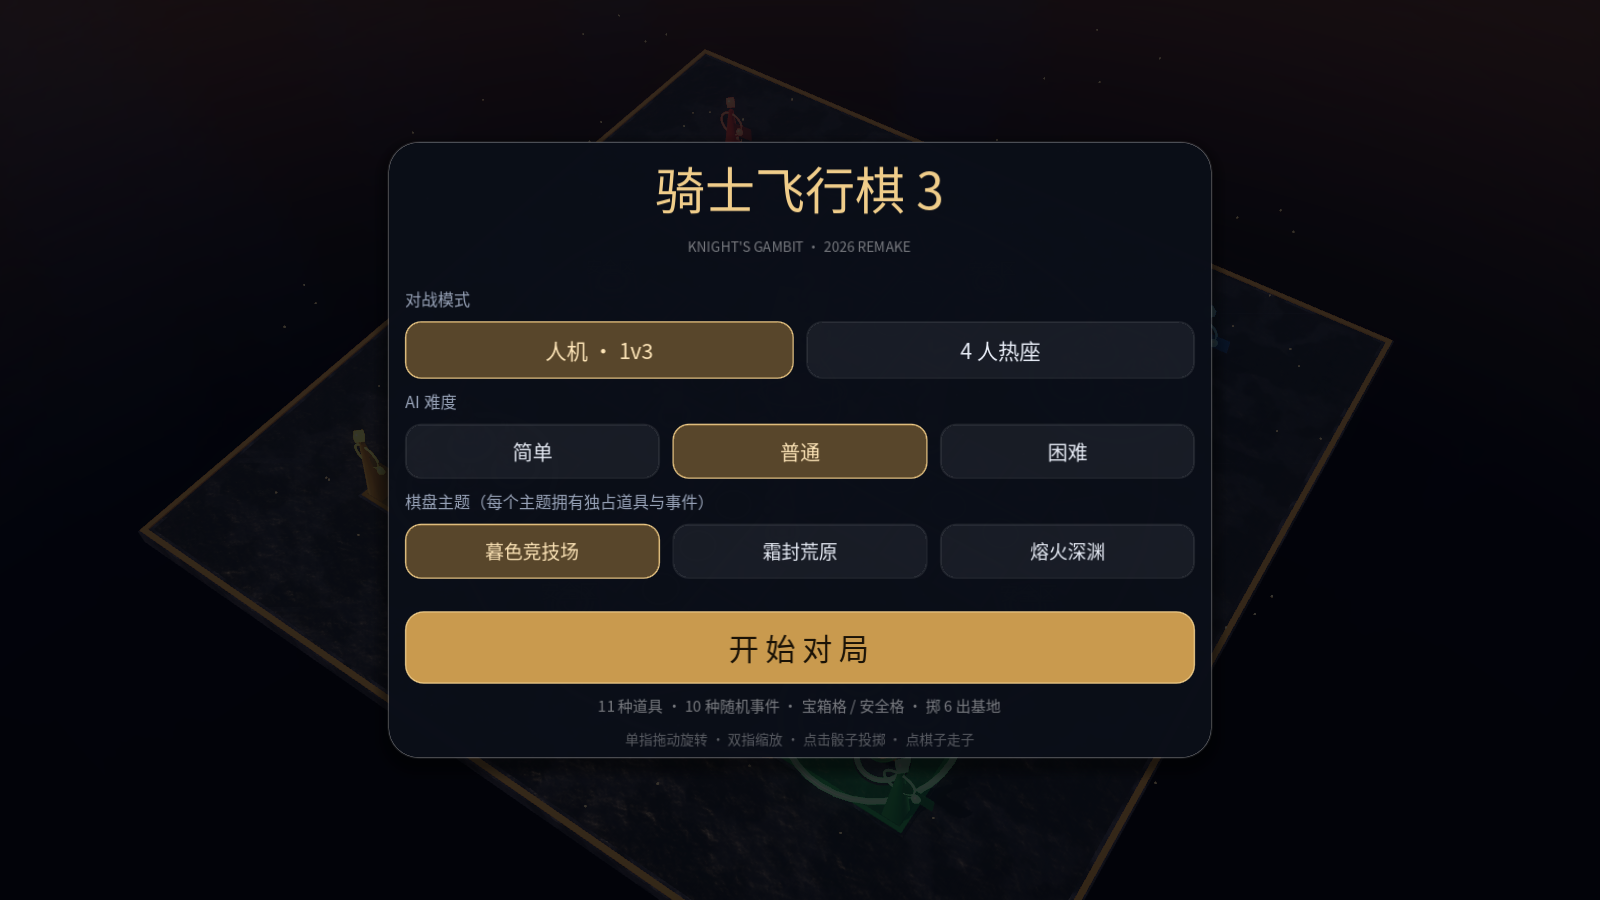 骑士飞行棋 3
KNIGHT'S GAMBIT · 2026 REMAKE
对战模式
人机 · 1v3
4 人热座
AI 难度
简单
普通
困难
棋盘主题（每个主题拥有独占道具与事件）
暮色竞技场
霜封荒原
熔火深渊
开始对局
11 种道具 · 10 种随机事件 · 宝箱格 / 安全格 · 掷 6 出基地
单指拖动旋转 · 双指缩放 · 点击骰子投掷 · 点棋子走子